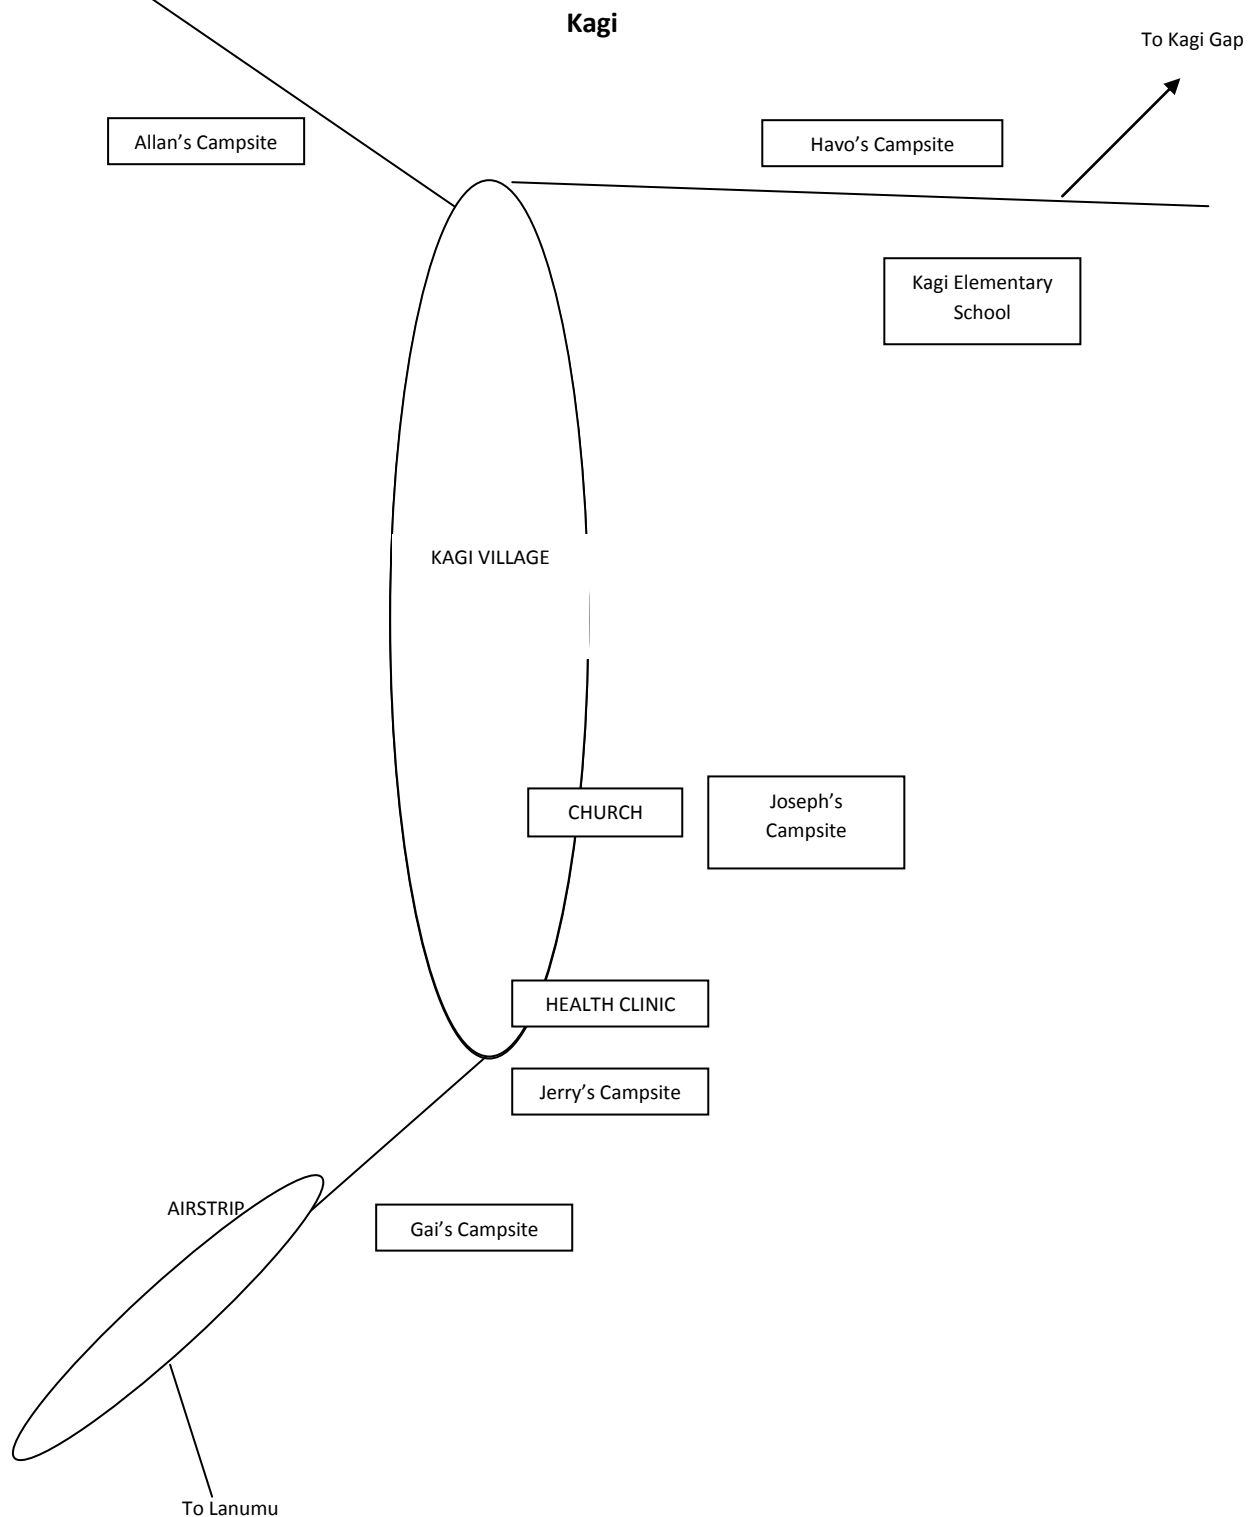 Kagi
To Kagi Gap
Allan’s Campsite
Havo’s Campsite
Kagi Elementary
School
KAGI VILLAGE
CHURCH
Joseph’s
Campsite
HEALTH CLINIC
Jerry’s Campsite
AIRSTRIP
Gai’s Campsite
To Lanumu